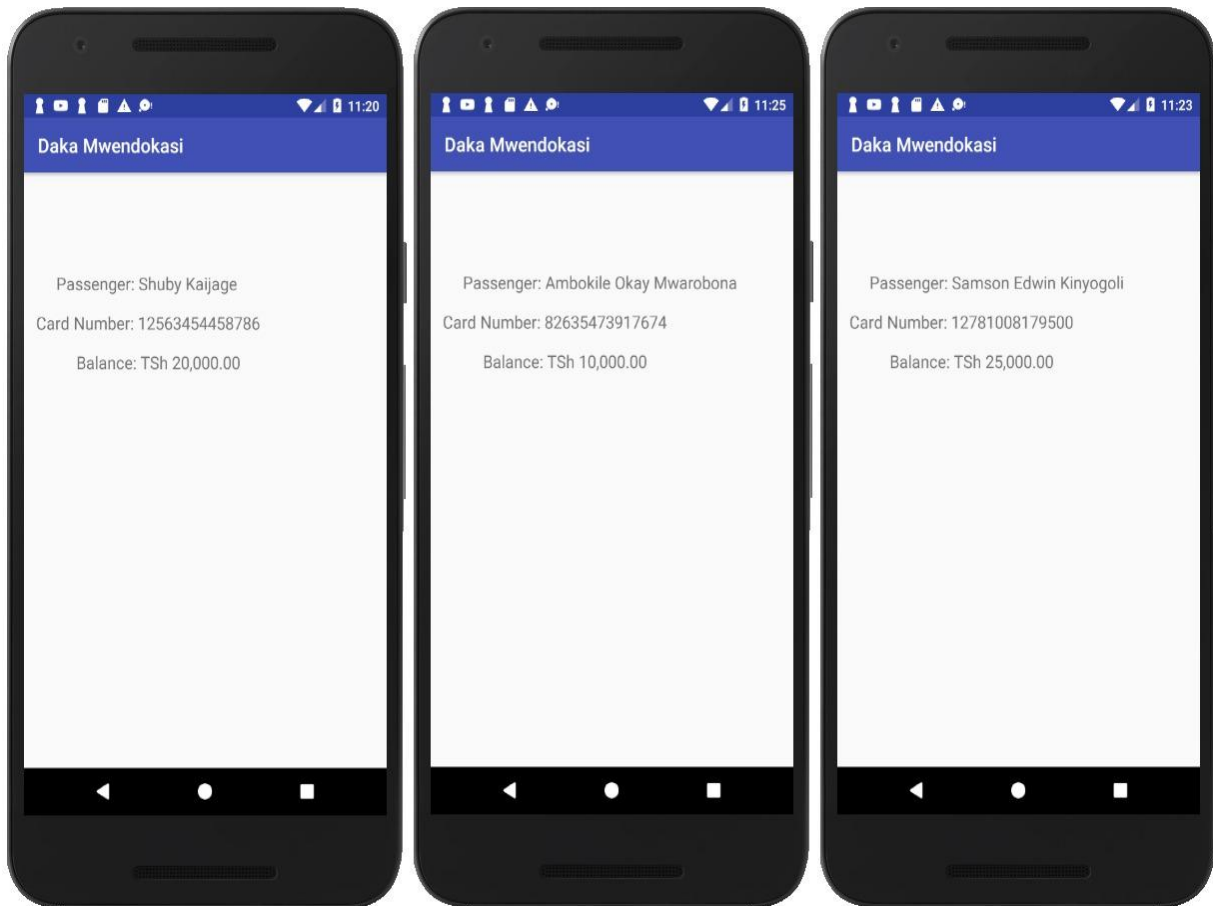 11:20
Daka Mwendokasi
Passenger: Shuby Kaijage
Card Number: 12563454458786
Balance: TSh 20,000.00
11:25
Daka Mwendokasi
Passenger: Ambokile Okay Mwarobona
Card Number: 82635473917674
Balance: TSh 10,000.00
11:23
Daka Mwendokasi
Passenger: Samson Edwin Kinyogoli
Card Number: 12781008179500
Balance: TSh 25,000.00